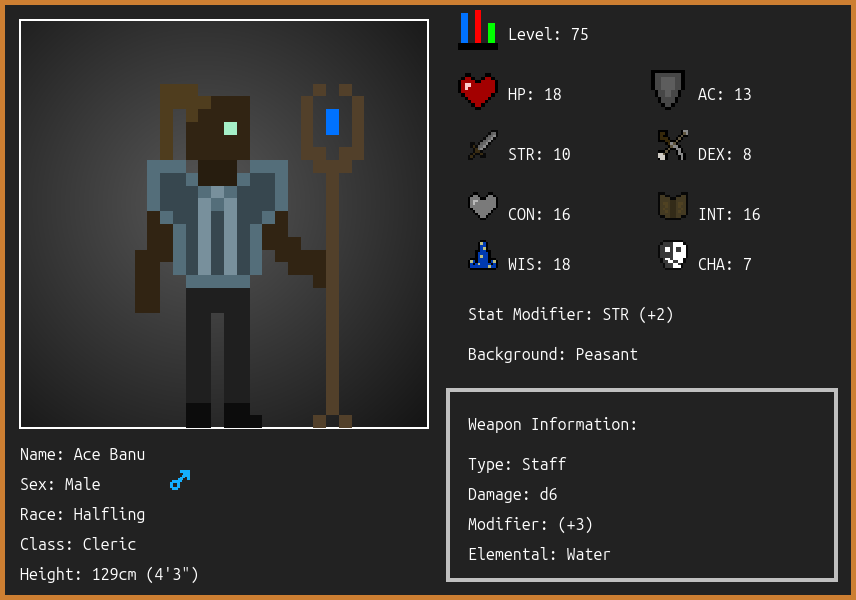 Level: 75
HP: 18
AC: 13
STR: 10
DEX: 8
CON: 16
INT: 16
WIS: 18
CHA: 7
Stat Modifier: STR (+2)
Background: Peasant
Weapon Information:
Type: Staff
Damage: d6
Modifier: (+3)
Elemental: Water
Name: Ace Banu
Sex: Male
Race: Halfling
Class: Cleric
Height: 129cm (4'3")